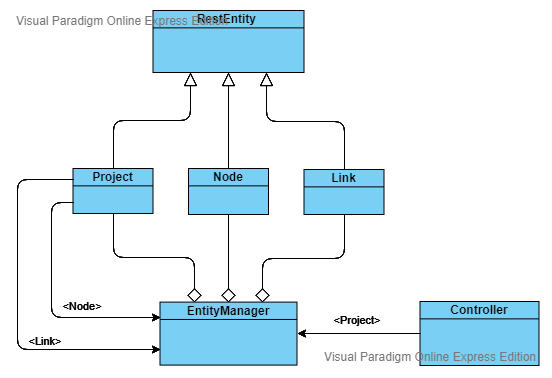 Visual Paradigm Online Express Edition
RestEntity
Project
Node
Link
<Node>
<Link>
EntityManager
<Project>
Controller
Visual Paradigm Online Express Edition